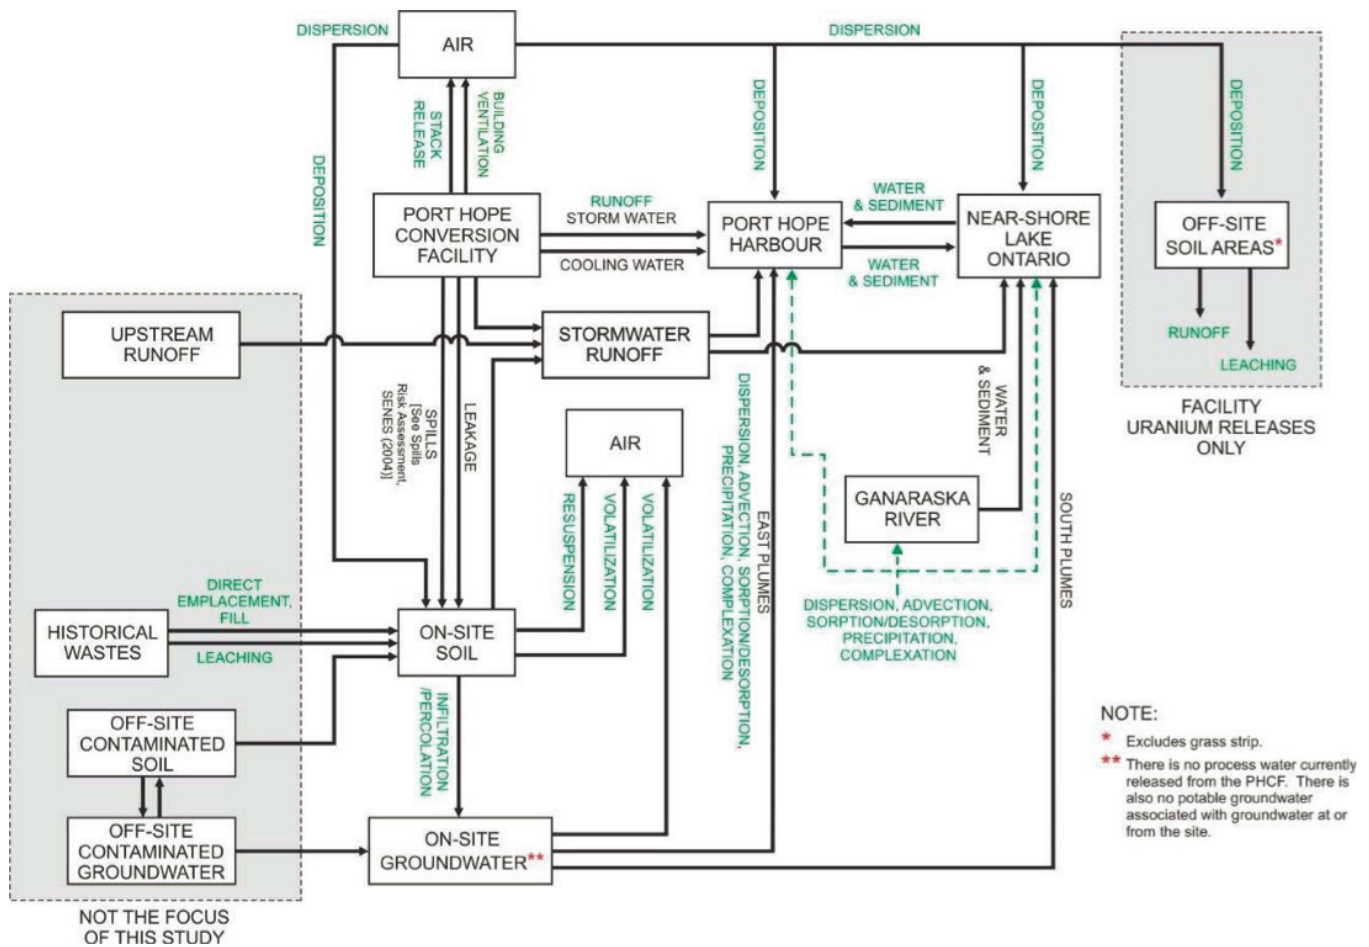 DISPERSION
AIR
DISPERSION
STACK
RELEASE
BUILDING
VENTILATION
DEPOSITION
DEPOSITION
DEPOSITION
DEPOSITION
PORT HOPE
CONVERSION
FACILITY
RUNOFF
STORM WATER
COOLING WATER
PORT HOPE
HARBOUR
WATER
& SEDIMENT
WATER
& SEDIMENT
NEAR-SHORE
LAKE
ONTARIO
OFF-SITE
SOIL AREAS*
RUNOFF
LEACHING
FACILITY
URANIUM RELEASES
ONLY
UPSTREAM
RUNOFF
STORMWATER
RUNOFF
SPILLS
[See Spills
Risk Assessment,
SENES (2004)]
LEAKAGE
AIR
RESUSPENSION
VOLATILIZATION
VOLATILIZATION
EAST PLUMES
DISPERSION, ADVECTION, SORPTION/DESORPTION,
PRECIPITATION, COMPLEXATION
WATER
& SEDIMENT
GANARASKA
RIVER
SOUTH PLUMES
DISPERSION, ADVECTION,
SORPTION/DESORPTION,
PRECIPITATION,
COMPLEXATION
DIRECT
EMPLACEMENT,
FILL
HISTORICAL
WASTES
LEACHING
ON-SITE
SOIL
INFILTRATION
/PERCOLATION
OFF-SITE
CONTAMINATED
SOIL
OFF-SITE
CONTAMINATED
GROUNDWATER
ON-SITE
GROUNDWATER**
NOT THE FOCUS
OF THIS STUDY
NOTE:
* Excludes grass strip.
** There is no process water currently
released from the PHCF. There is
also no potable groundwater
associated with groundwater at or
from the site.